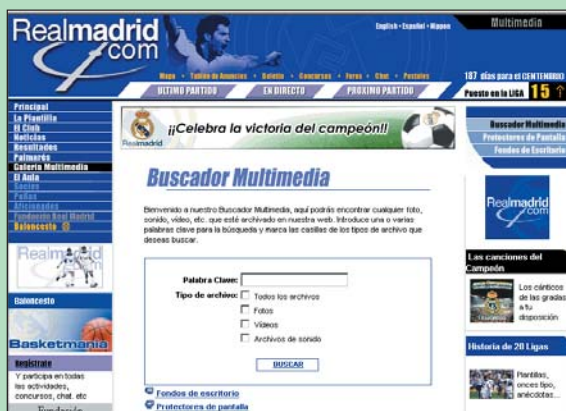 Realmadrid
.com
English • Español • Nippon
Multimedia
Mapa • Tablón de Anuncios • Boletín • Concursos • Foros • Chat • Postales
187 días para el CENTENARIO
ULTIMO PARTIDO
EN DIRECTO
PROXIMO PARTIDO
Puesto en la LIGA 15
Principal
La Plantilla
El Club
Noticias
Resultados
Palmarés
Galería Multimedia
El Aula
Socios
Peñas
Aficionados
Fundación Real Madrid
Baloncesto
Realmadrid
¡¡Celebra la victoria del campeón!!
Buscador Multimedia
Protectores de Pantalla
Fondos de Escritorio
Buscador Multimedia
Bienvenido a nuestro Buscador Multimedia, aquí podrás encontrar cualquier foto,
sonido, vídeo, etc. que esté archivado en nuestra web. Introduce una o varias
palabras clave para la búsqueda y marca las casillas de los tipos de archivo que
deseas buscar.
Palabra Clave:
Tipo de archivo:
Todos los archivos
Fotos
Vídeos
Archivos de sonido
BUSCAR
Fondos de escritorio
Protectores de pantalla
Realmadrid
Baloncesto
Basketmanía
Regístrate
Y participa en todas
las actividades,
concursos, chat, etc
Fundación
Realmadrid
.com
Las canciones del
Campeón
Los cánticos
de las gradas
a tu
disposición
Historia de 28 Ligas
Plantillas,
onces tipo,
anécdotas...